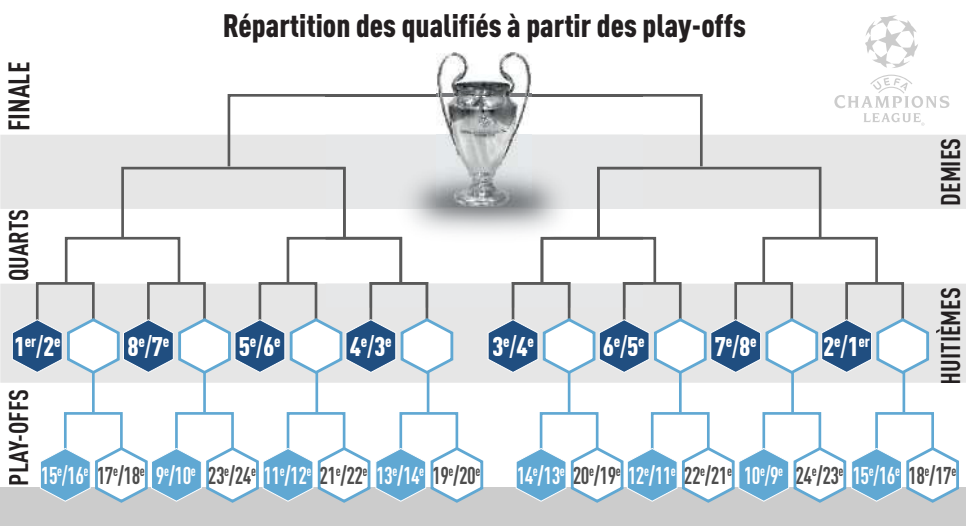 Répartition des qualifiés à partir des play-offs
UEFA
CHAMPIONS
LEAGUE
FINALE
DEMIES
QUARTS
HUITIÈMES
1er/2e 8e/7e 5e/6e 4e/3e 3e/4e 6e/5e 7e/8e 2e/1er
PLAY-OFFS
15e/16e 17e/18e 9e/10e 23e/24e 11e/12e 21e/22e 13e/14e 19e/20e 14e/13e 20e/19e 12e/11e 22e/21e 10e/9e 24e/23e 15e/16e 18e/17e